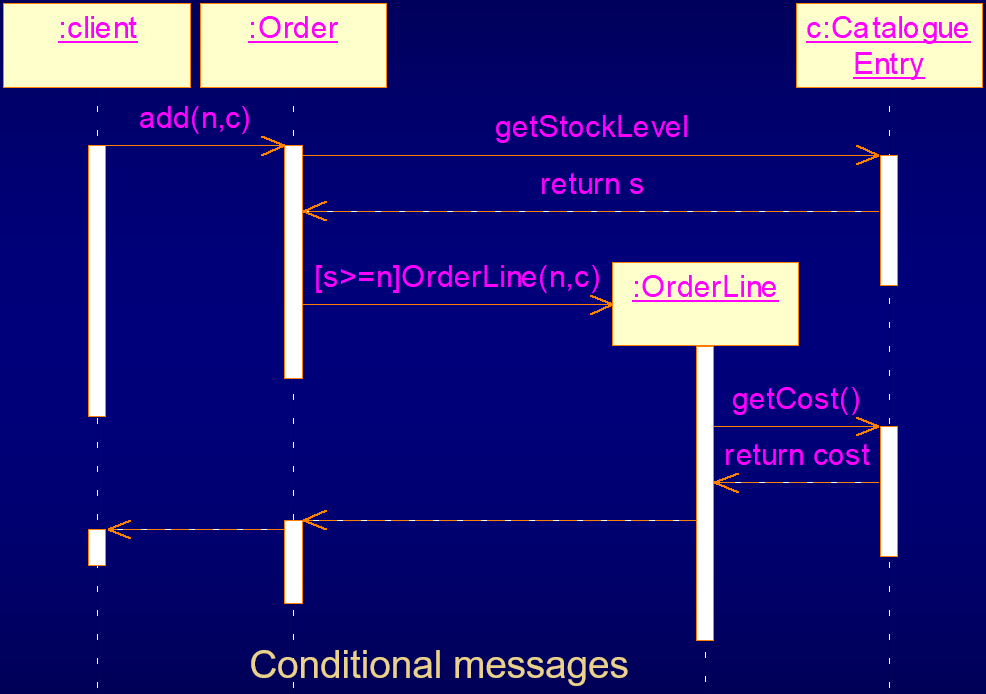 :client
:Order
c:Catalogue
Entry
add(n,c)
getStockLevel
return s
[s>=n]OrderLine(n,c)
:OrderLine
getCost()
return cost
Conditional messages